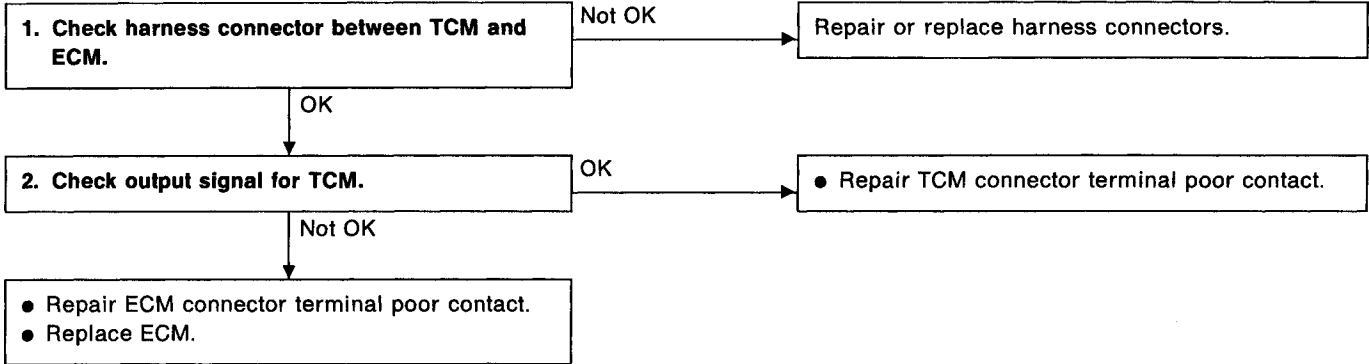 1. Check harness connector between TCM and
ECM.
Not OK
Repair or replace harness connectors.
OK
2. Check output signal for TCM.
OK
● Repair TCM connector terminal poor contact.
Not OK
● Repair ECM connector terminal poor contact.
● Replace ECM.